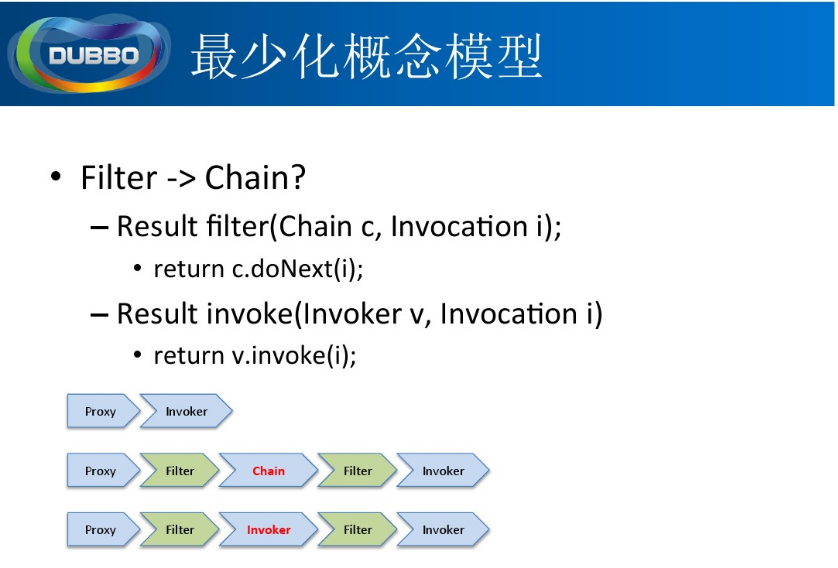 DUBBO
最少化概念模型
• Filter -> Chain?
– Result filter(Chain c, Invocation i);
• return c.doNext(i);
– Result invoke(Invoker v, Invocation i)
• return v.invoke(i);
Proxy Invoker
Proxy Filter Chain Filter Invoker
Proxy Filter Invoker Filter Invoker